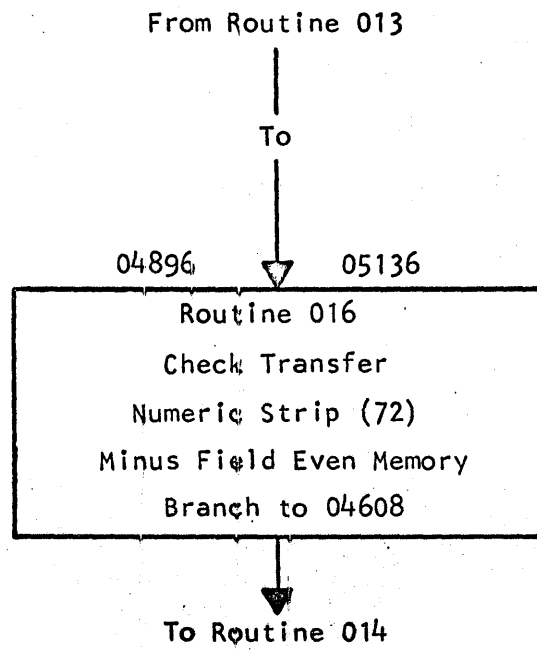 From Routine 013
To
04896 05136
Routine 016
Check Transfer
Numeric Strip (72)
Minus Field Even Memory
Branch to 04608
To Routine 014